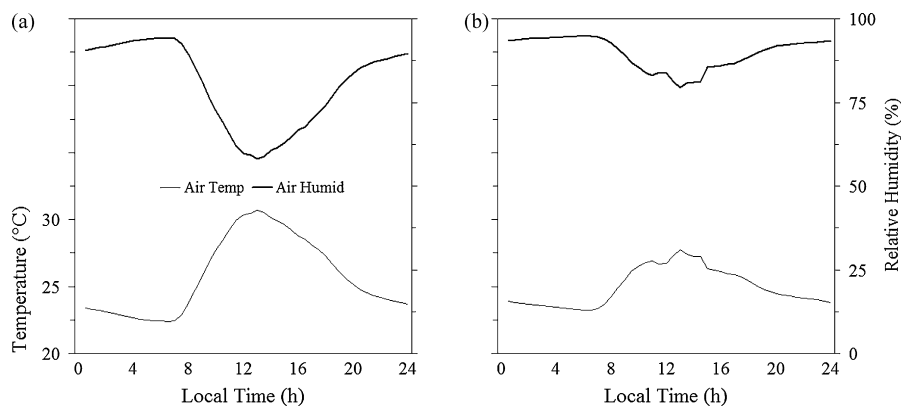 (a)
(b)
100
75
Air Temp Air Humid
50
30
25
25
20
0
Temperature (°C)
Relative Humidity (%)
0 4 8 12 16 20 24
0 4 8 12 16 20 24
Local Time (h)
Local Time (h)